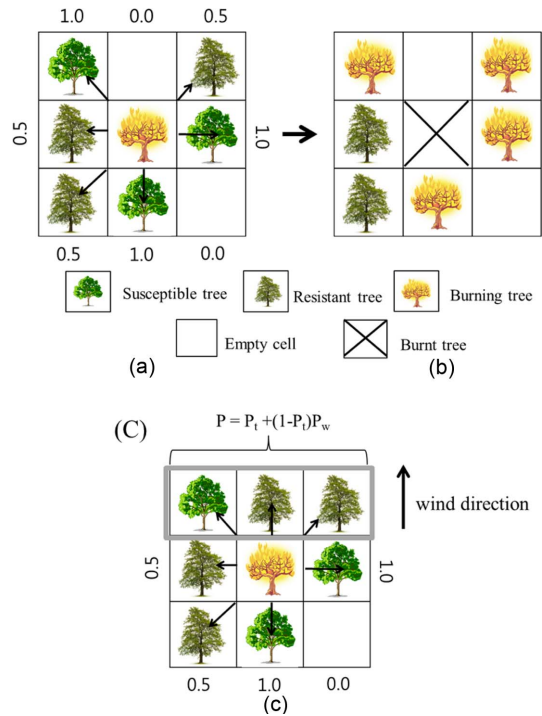 1.0 0.0 0.5
0.5
1.0
0.5 1.0 0.0
Susceptible tree
Resistant tree
Burning tree
Empty cell
Burnt tree
(a)
(b)
(C)
P = Pt +(1-Pt)Pw
wind direction
0.5
1.0
0.5 1.0 0.0
(c)